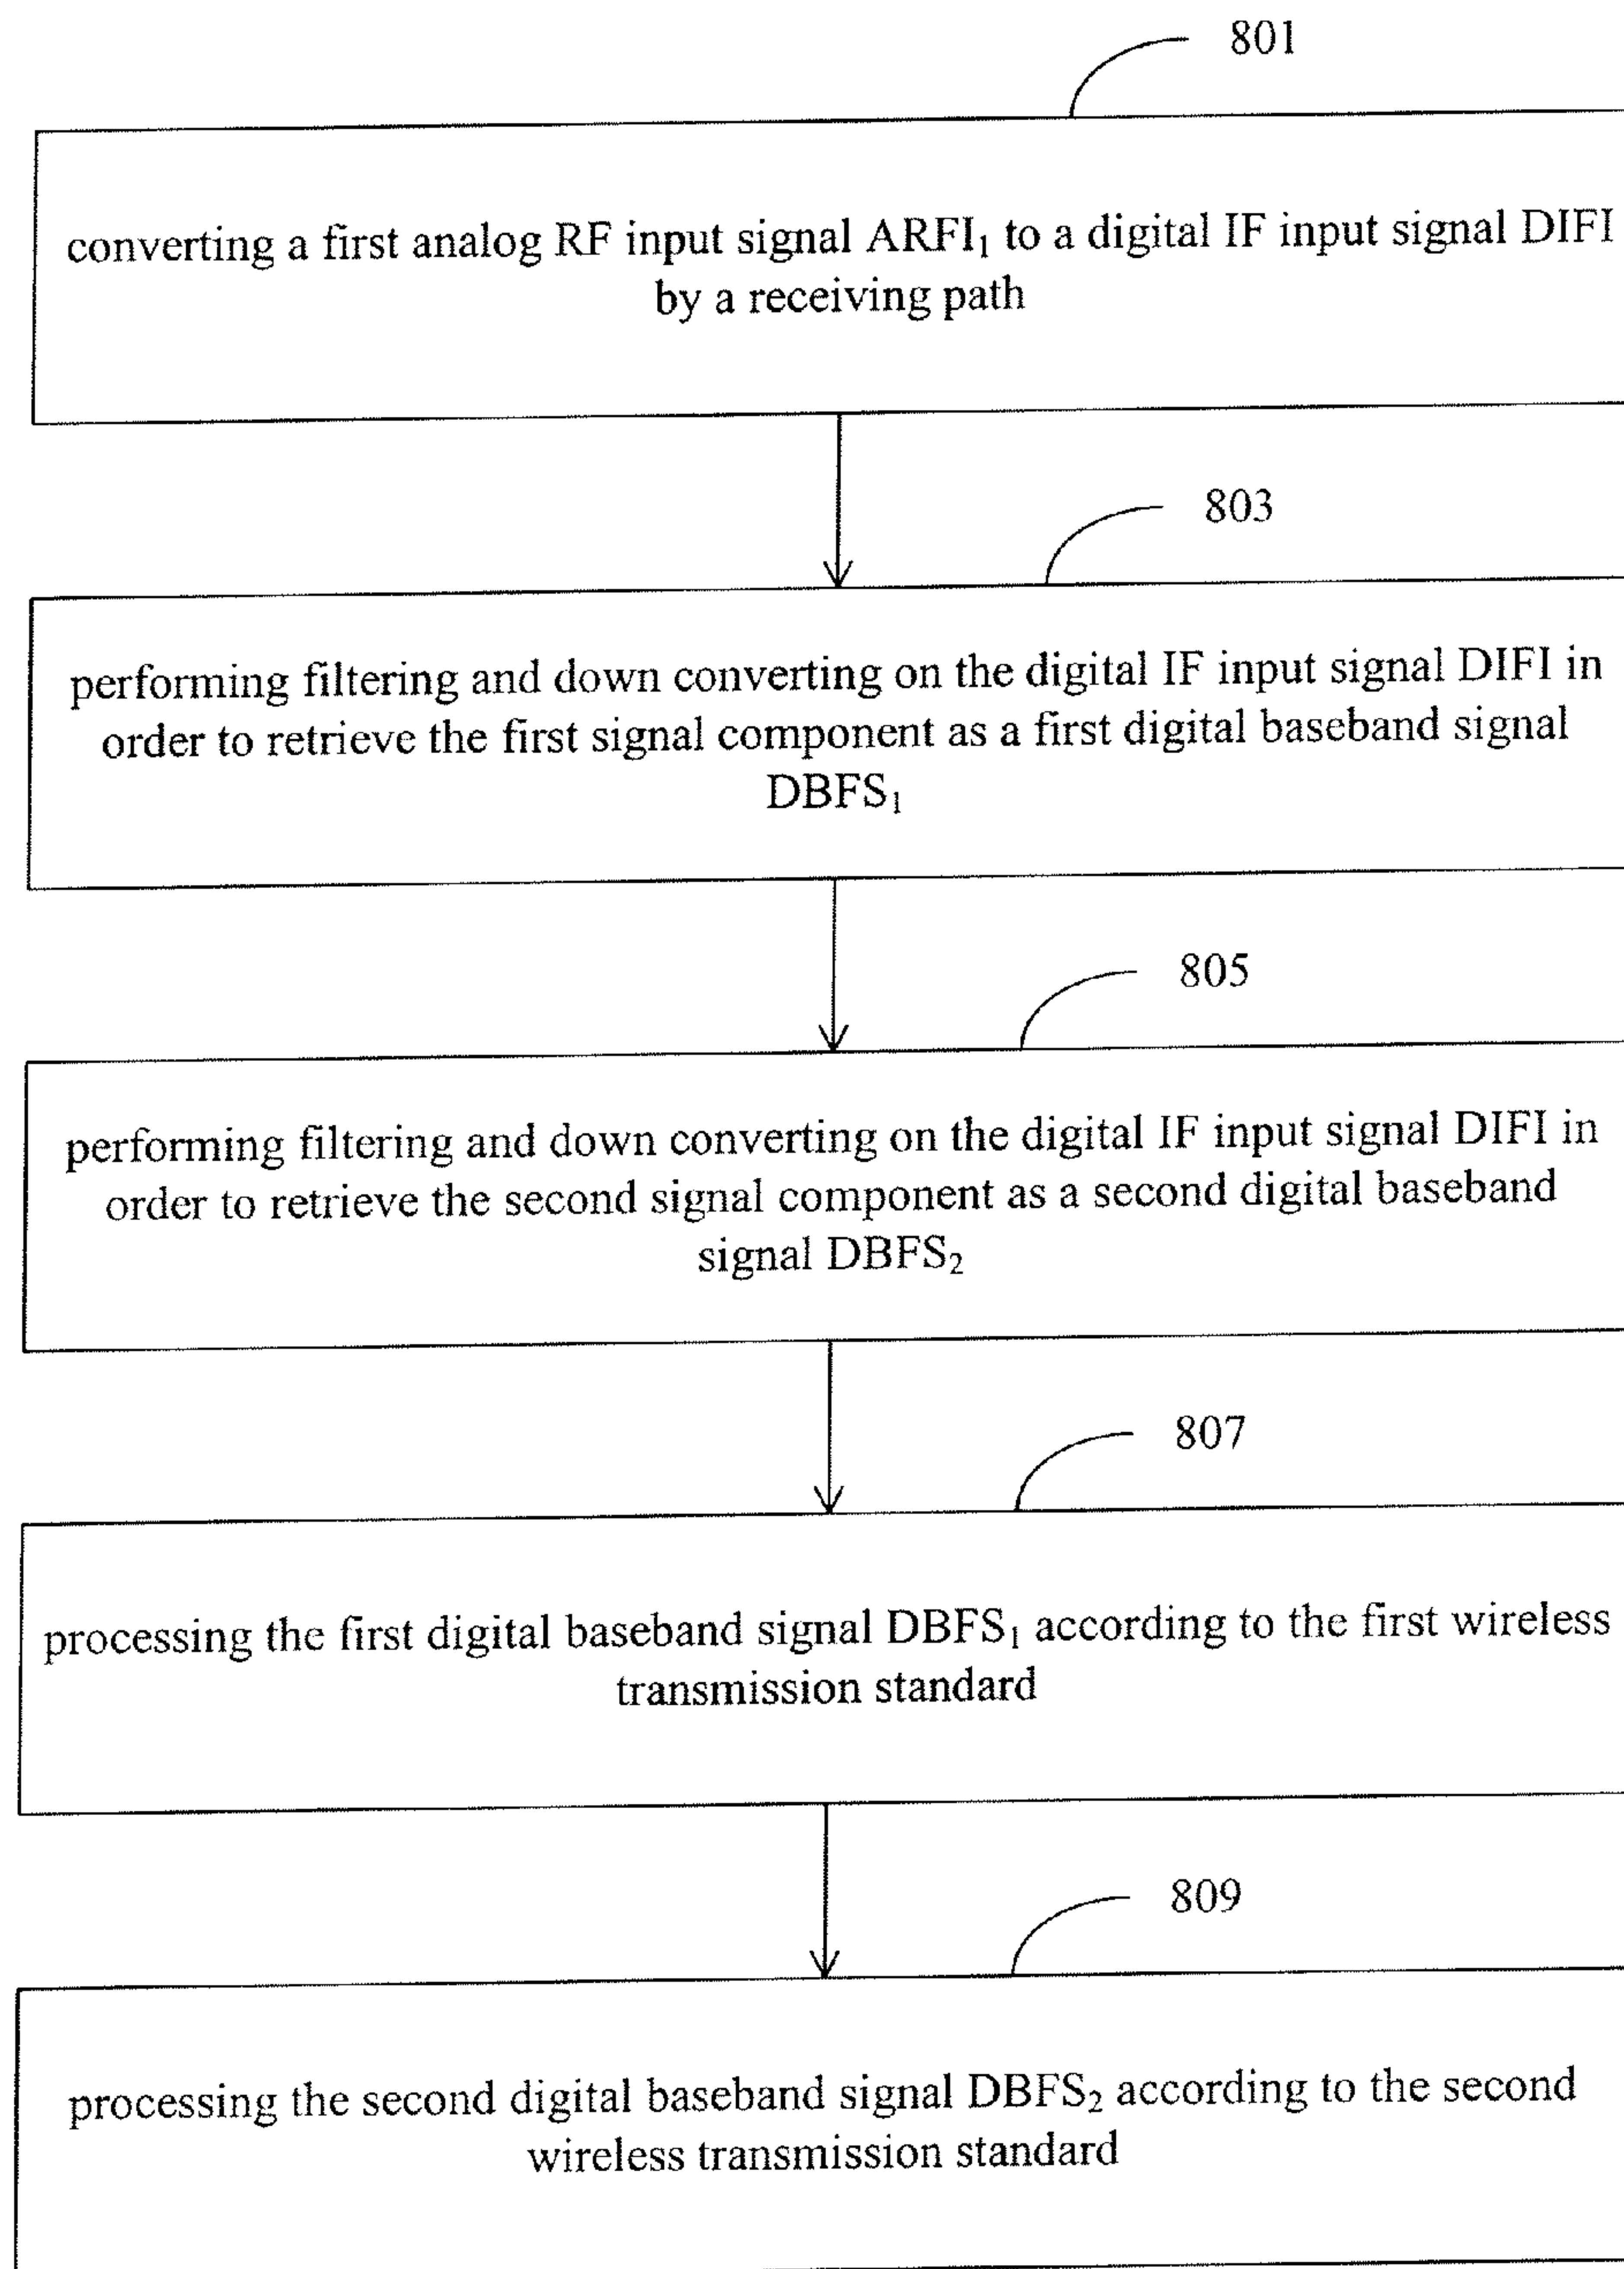 801
converting a first analog RF input signal ARFI₁ to a digital IF input signal DIFI
by a receiving path
803
performing filtering and down converting on the digital IF input signal DIFI in
order to retrieve the first signal component as a first digital baseband signal
DBFS₁
805
performing filtering and down converting on the digital IF input signal DIFI in
order to retrieve the second signal component as a second digital baseband
signal DBFS₂
807
processing the first digital baseband signal DBFS₁ according to the first wireless
transmission standard
809
processing the second digital baseband signal DBFS₂ according to the second
wireless transmission standard